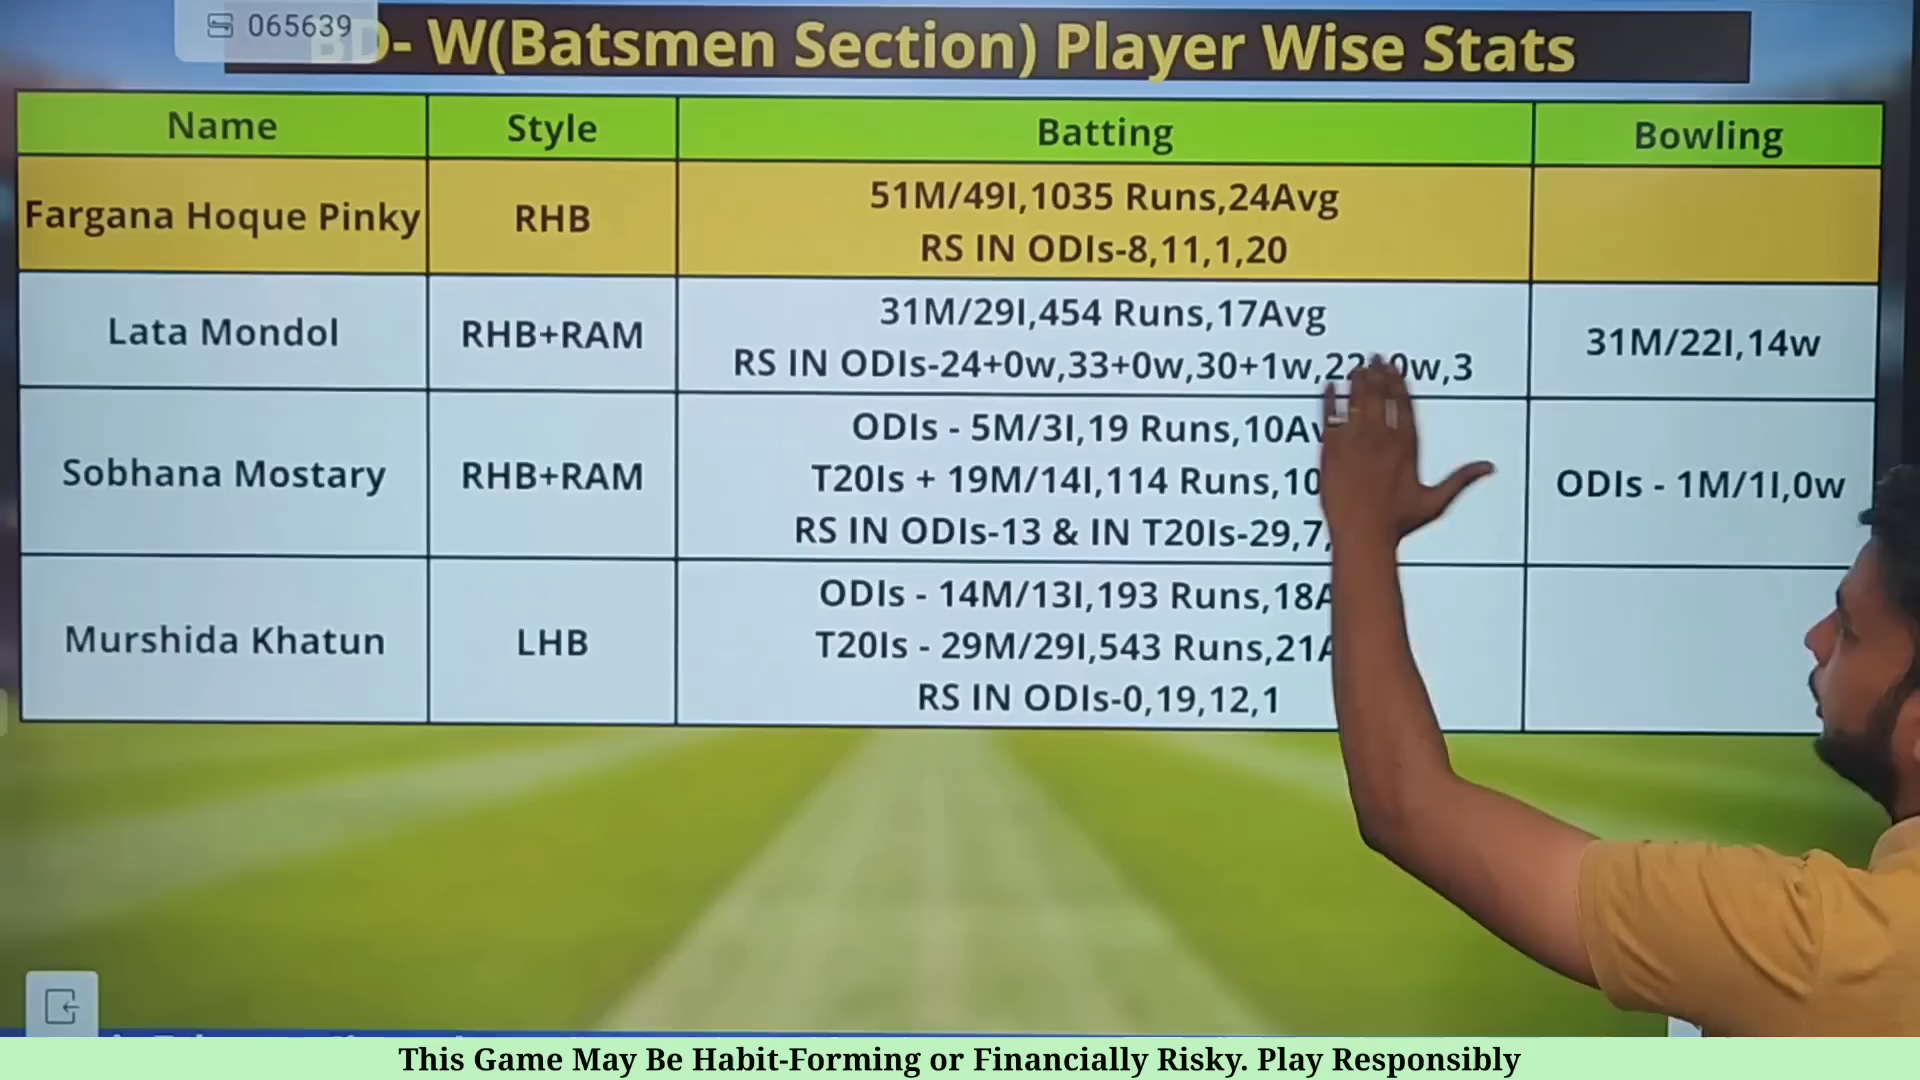 065639
BD- W(Batsmen Section) Player Wise Stats
Name Style Batting Bowling
Fargana Hoque Pinky RHB
51M/49I,1035 Runs,24Avg
RS IN ODIs-8,11,1,20
Lata Mondol RHB+RAM
31M/29I,454 Runs,17Avg
RS IN ODIs-24+0w,33+0w,30+1w,22+0w,3
31M/22I,14w
Sobhana Mostary RHB+RAM
ODIs - 5M/3I,19 Runs,10Av
T20Is + 19M/14I,114 Runs,10
RS IN ODIs-13 & IN T20Is-29,7,
ODIs - 1M/1I,0w
Murshida Khatun LHB
ODIs - 14M/13I,193 Runs,18A
T20Is - 29M/29I,543 Runs,21A
RS IN ODIs-0,19,12,1
This Game May Be Habit-Forming or Financially Risky. Play Responsibly